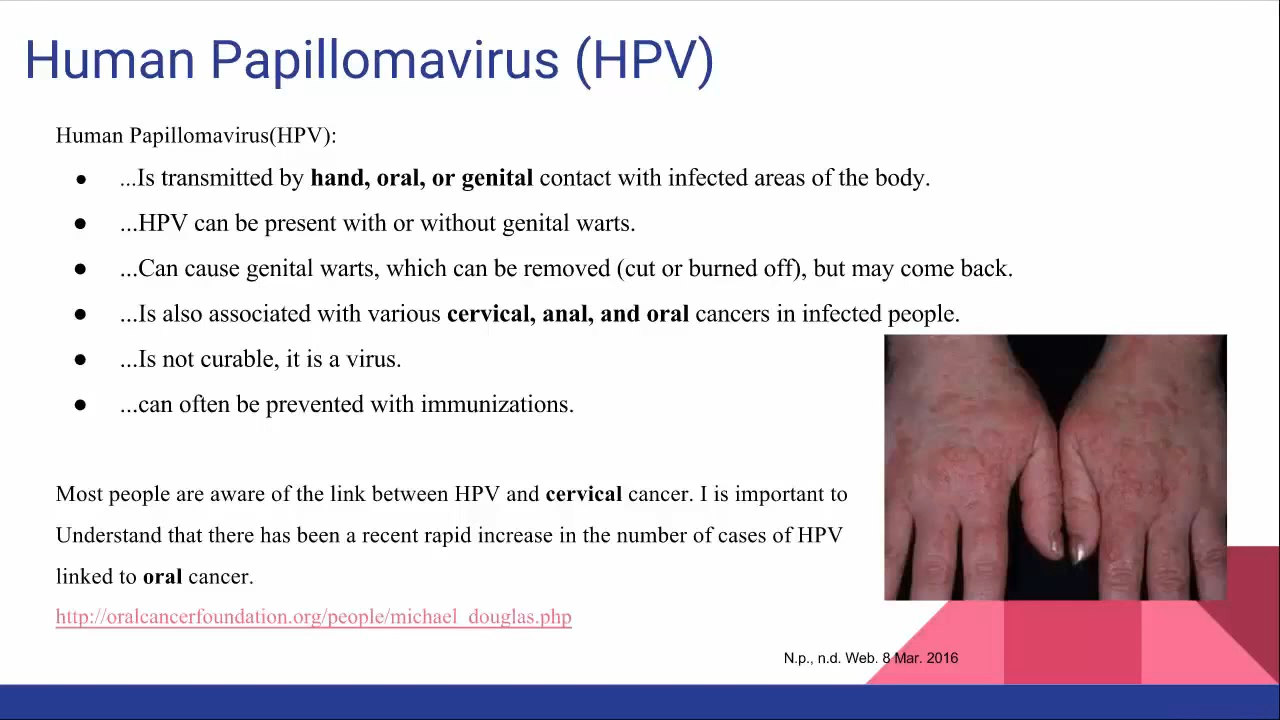 Human Papillomavirus (HPV)
Human Papillomavirus(HPV):
● ...Is transmitted by hand, oral, or genital contact with infected areas of the body.
● ...HPV can be present with or without genital warts.
● ...Can cause genital warts, which can be removed (cut or burned off), but may come back.
● ...Is also associated with various cervical, anal, and oral cancers in infected people.
● ...Is not curable, it is a virus.
● ...can often be prevented with immunizations.
Most people are aware of the link between HPV and cervical cancer. I is important to
Understand that there has been a recent rapid increase in the number of cases of HPV
linked to oral cancer.
http://oralcancerfoundation.org/people/michael_douglas.php
N.p., n.d. Web. 8 Mar. 2016